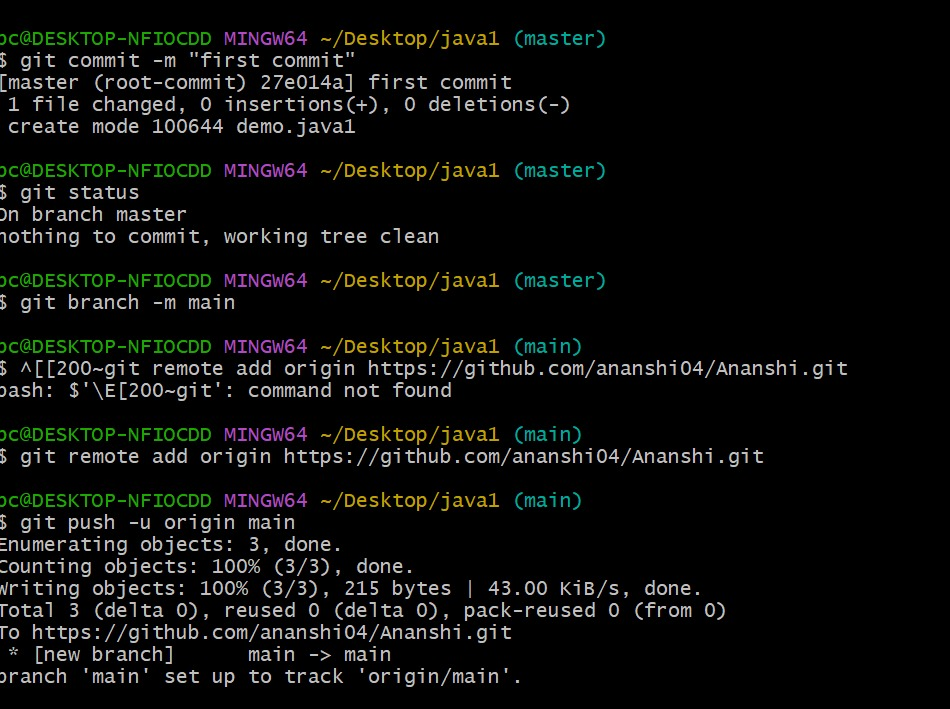 pc@DESKTOP-NFIOCDD MINGW64 ~/Desktop/java1 (master)
$ git commit -m "first commit"
[master (root-commit) 27e014a] first commit
1 file changed, 0 insertions(+), 0 deletions(-)
create mode 100644 demo.java1
pc@DESKTOP-NFIOCDD MINGW64 ~/Desktop/java1 (master)
$ git status
On branch master
nothing to commit, working tree clean
pc@DESKTOP-NFIOCDD MINGW64 ~/Desktop/java1 (master)
$ git branch -m main
pc@DESKTOP-NFIOCDD MINGW64 ~/Desktop/java1 (main)
$ ^[[200~git remote add origin https://github.com/ananshi04/Ananshi.git
bash: $'\E[200~git': command not found
pc@DESKTOP-NFIOCDD MINGW64 ~/Desktop/java1 (main)
$ git remote add origin https://github.com/ananshi04/Ananshi.git
pc@DESKTOP-NFIOCDD MINGW64 ~/Desktop/java1 (main)
$ git push -u origin main
Enumerating objects: 3, done.
Counting objects: 100% (3/3), done.
Writing objects: 100% (3/3), 215 bytes | 43.00 KiB/s, done.
Total 3 (delta 0), reused 0 (delta 0), pack-reused 0 (from 0)
To https://github.com/ananshi04/Ananshi.git
* [new branch] main -> main
branch 'main' set up to track 'origin/main'.